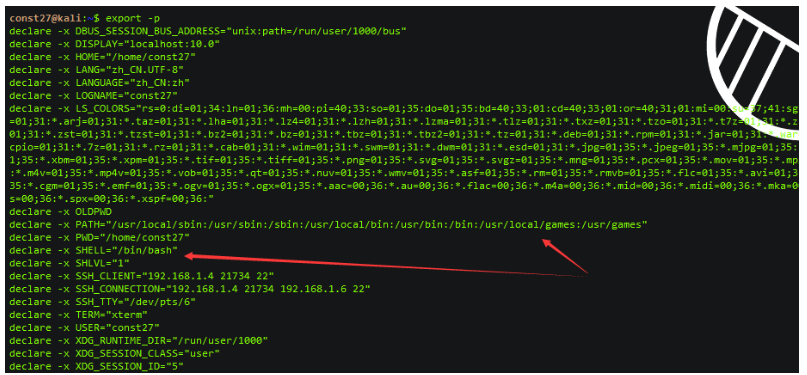 const27@kali:~$ export -p
declare -x DBUS_SESSION_BUS_ADDRESS="unix:path=/run/user/1000/bus"
declare -x DISPLAY="localhost:10.0"
declare -x HOME="/home/const27"
declare -x LANG="zh_CN.UTF-8"
declare -x LANGUAGE="zh_CN:zh"
declare -x LOGNAME="const27"
declare -x LS_COLORS="rs=0:di=01;34:ln=01;36:mh=00:pi=40;33:so=01;35:do=01;35:bd=40;33;01:cd=40;33;01:or=40;31;01:mi=00:su=37;41:sg
=01;31:*.arj=01;31:*.taz=01;31:*.lha=01;31:*.lz4=01;31:*.lzh=01;31:*.lzma=01;31:*.tlz=01;31:*.txz=01;31:*.tzo=01;31:*.t7z=01;31:*.z
01;31:*.zst=01;31:*.tzst=01;31:*.bz2=01;31:*.bz=01;31:*.tbz=01;31:*.tbz2=01;31:*.tz=01;31:*.deb=01;31:*.rpm=01;31:*.jar=01;31:*.war
cpio=01;31:*.7z=01;31:*.rz=01;31:*.cab=01;31:*.wim=01;31:*.swm=01;31:*.dwm=01;31:*.esd=01;31:*.jpg=01;35:*.jpeg=01;35:*.mjpg=01;35:
1;35:*.xbm=01;35:*.xpm=01;35:*.tif=01;35:*.tiff=01;35:*.png=01;35:*.svg=01;35:*.svgz=01;35:*.mng=01;35:*.pcx=01;35:*.mov=01;35:*.mp
:*.m4v=01;35:*.mp4v=01;35:*.vob=01;35:*.qt=01;35:*.nuv=01;35:*.wmv=01;35:*.asf=01;35:*.rm=01;35:*.rmvb=01;35:*.flc=01;35:*.avi=01;3
35:*.cgm=01;35:*.emf=01;35:*.ogv=01;35:*.ogx=01;35:*.aac=00;36:*.au=00;36:*.flac=00;36:*.m4a=00;36:*.mid=00;36:*.midi=00;36:*.mka=0
s=00;36:*.spx=00;36:*.xspf=00;36:"
declare -x OLDPWD
declare -x PATH="/usr/local/sbin:/usr/sbin:/sbin:/usr/local/bin:/usr/bin:/bin:/usr/local/games:/usr/games"
declare -x PWD="/home/const27"
declare -x SHELL="/bin/bash"
declare -x SHLVL="1"
declare -x SSH_CLIENT="192.168.1.4 21734 22"
declare -x SSH_CONNECTION="192.168.1.4 21734 192.168.1.6 22"
declare -x SSH_TTY="/dev/pts/6"
declare -x TERM="xterm"
declare -x USER="const27"
declare -x XDG_RUNTIME_DIR="/run/user/1000"
declare -x XDG_SESSION_CLASS="user"
declare -x XDG_SESSION_ID="5"